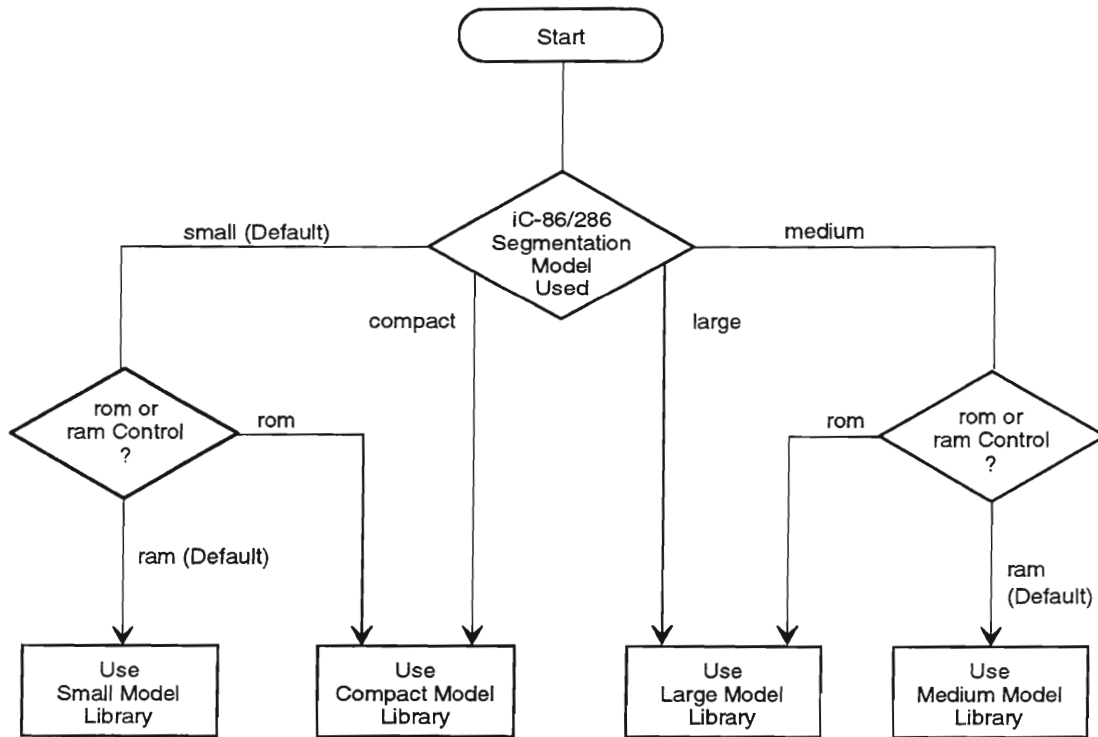 Start
iC-86/286
Segmentation
Model
Used
small (Default)
medium
compact
large
rom or
ram Control
?
rom
rom
rom or
ram Control
?
ram (Default)
ram
(Default)
Use
Small Model
Library
Use
Compact Model
Library
Use
Large Model
Library
Use
Medium Model
Library